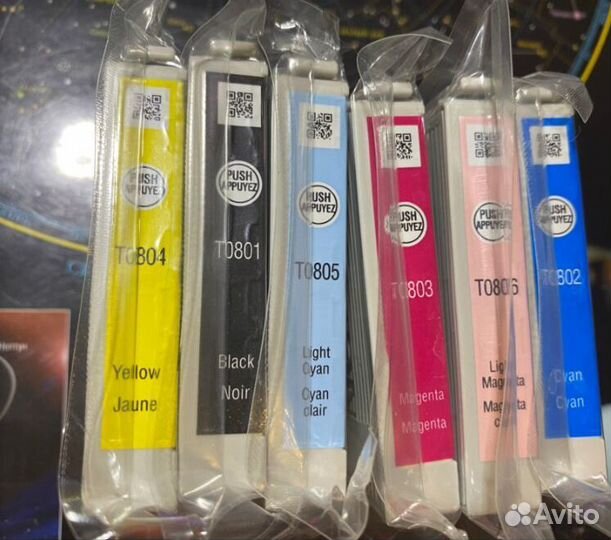 PUSH
APPUYEZ
T0804
Yellow
Jaune
PUSH
APPUYEZ
T0801
Black
Noir
PUSH
APPUYEZ
T0805
Light
Cyan
Cyan
clair
PUSH
APPUYEZ
T0803
Magenta
Magenta
PUSH
APPUYEZ
T0806
Light
Magenta
Magenta
PUSH
APPUYEZ
T0802
Cyan
Cyan
Avito